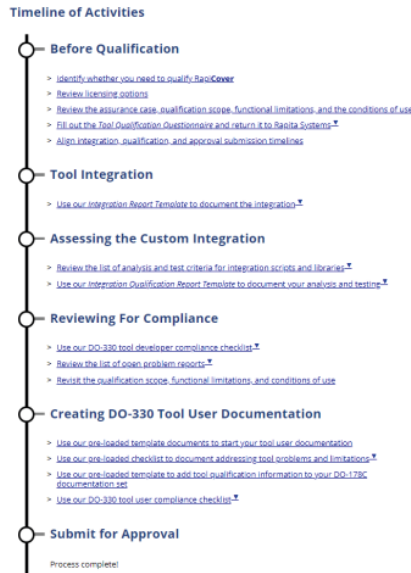 Timeline of Activities
Before Qualification
> Identify whether you need to qualify RapiCover
> Review licensing options
> Review the assurance case, qualification scope, functional limitations, and the conditions of use
> Fill out the Tool Qualification Questionnaire and return it to Rapita Systems
> Align integration, qualification, and approval submission timelines
Tool Integration
> Use our Integration Report Template to document the integration
Assessing the Custom Integration
> Review the list of analysis and test criteria for integration scripts and libraries
> Use our Integration Qualification Report Template to document your analysis and testing
Reviewing For Compliance
> Use our DO-330 tool developer compliance checklist
> Review the list of open problem reports
> Revisit the qualification scope, functional limitations, and conditions of use
Creating DO-330 Tool User Documentation
> Use our pre-loaded template documents to start your tool user documentation
> Use our pre-loaded checklist to document addressing tool problems and limitations
> Use our pre-loaded template to add tool qualification information to your DO-178C
documentation set
> Use our DO-330 tool user compliance checklist
Submit for Approval
Process complete!